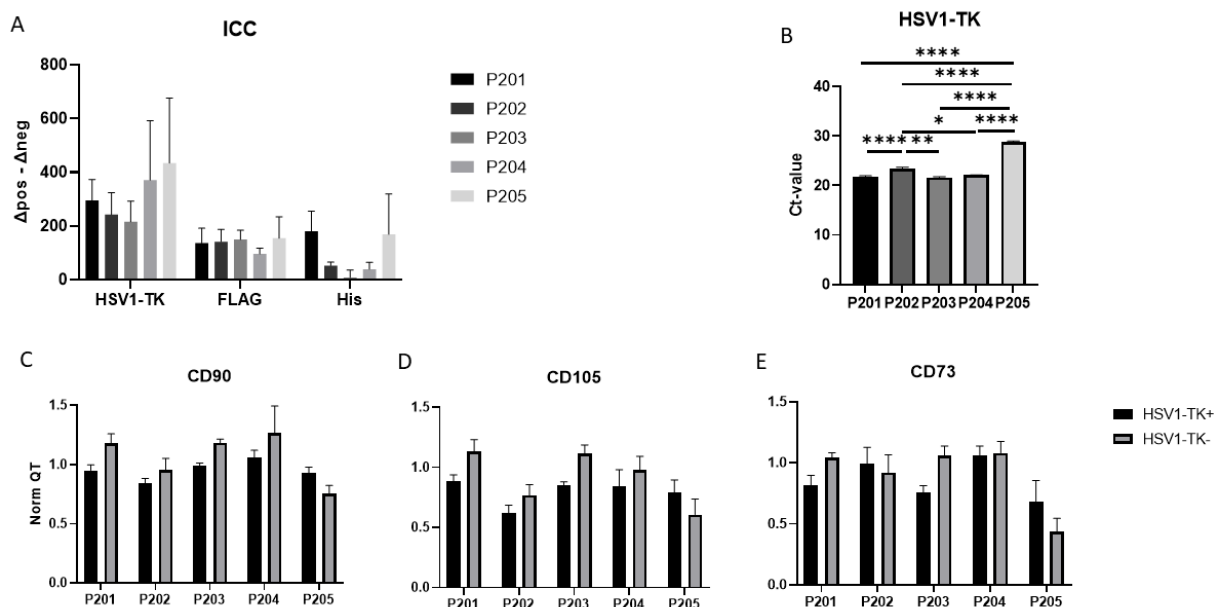 A
ICC
800
600
400
200
0
Δpos - Δneg
HSV1-TK FLAG His
P201
P202
P203
P204
P205
B
HSV1-TK
****
****
****
* ****
**** **
40
30
20
10
0
Ct-value
P201 P202 P203 P204 P205
C
CD90
1.5
1.0
0.5
0.0
Norm QT
P201 P202 P203 P204 P205
D
CD105
1.5
1.0
0.5
0.0
P201 P202 P203 P204 P205
E
CD73
1.5
1.0
0.5
0.0
P201 P202 P203 P204 P205
HSV1-TK+
HSV1-TK-